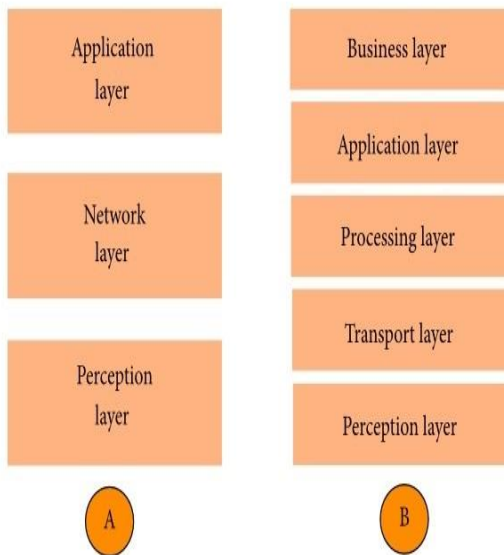 Application
layer
Network
layer
Perception
layer
A
Business layer
Application layer
Processing layer
Transport layer
Perception layer
B